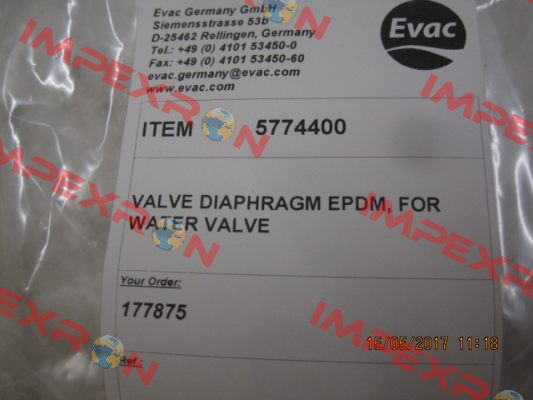 Evac Germany GmbH
Siemensstrasse 53b
D-25462 Rellingen, Germany
Tel.: +49 (0) 4101 53450-0
Fax: +49 (0) 4101 53450-60
evac.germany@evac.com
www.evac.com
Evac
ITEM 5774400
VALVE DIAPHRAGM EPDM, FOR
WATER VALVE
Your Order:
177875
Ref.:
15/05/2017 11:18
IMPEXRON
IMPEXRON
IMPEXRON
IMPEXRON
IMPEXRON